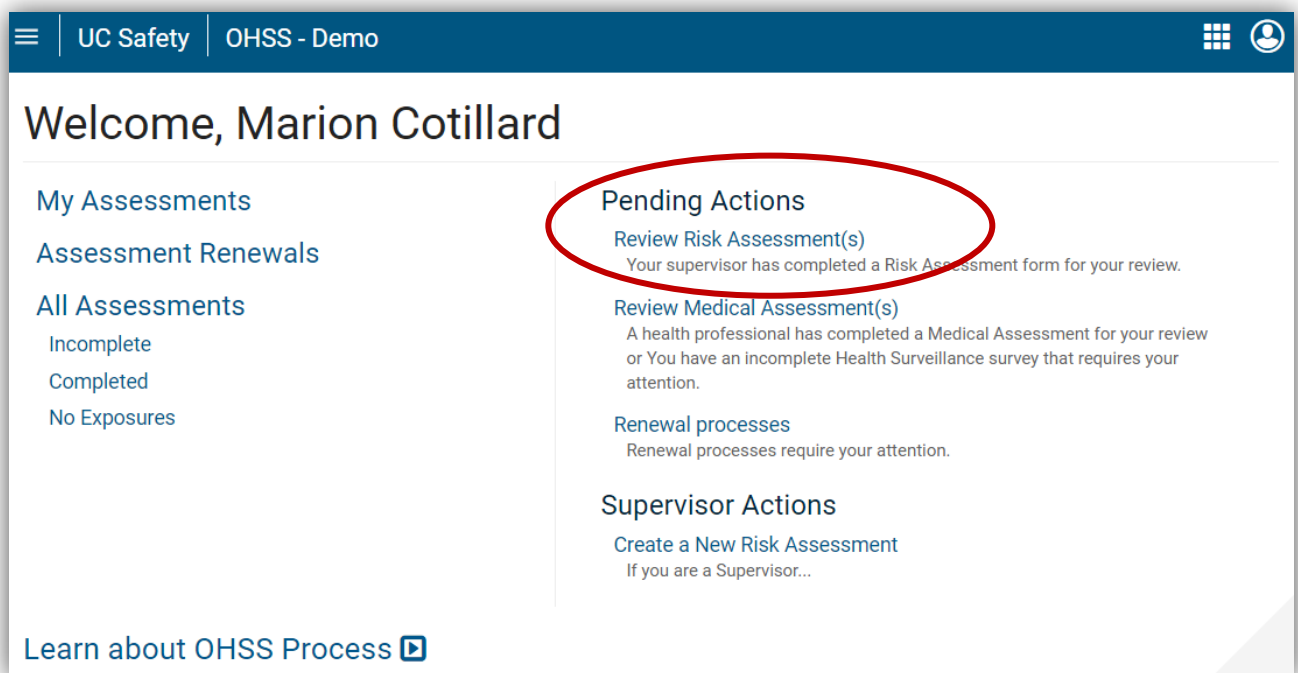 UC Safety OHSS - Demo
Welcome, Marion Cotillard
My Assessments
Assessment Renewals
All Assessments
Incomplete
Completed
No Exposures
Pending Actions
Review Risk Assessment(s)
Your supervisor has completed a Risk Assessment form for your review.
Review Medical Assessment(s)
A health professional has completed a Medical Assessment for your review
or You have an incomplete Health Surveillance survey that requires your
attention.
Renewal processes
Renewal processes require your attention.
Supervisor Actions
Create a New Risk Assessment
If you are a Supervisor...
Learn about OHSS Process